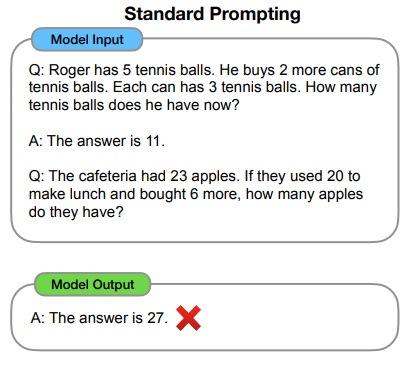 Standard Prompting
Model Input
Q: Roger has 5 tennis balls. He buys 2 more cans of
tennis balls. Each can has 3 tennis balls. How many
tennis balls does he have now?
A: The answer is 11.
Q: The cafeteria had 23 apples. If they used 20 to
make lunch and bought 6 more, how many apples
do they have?
Model Output
A: The answer is 27.